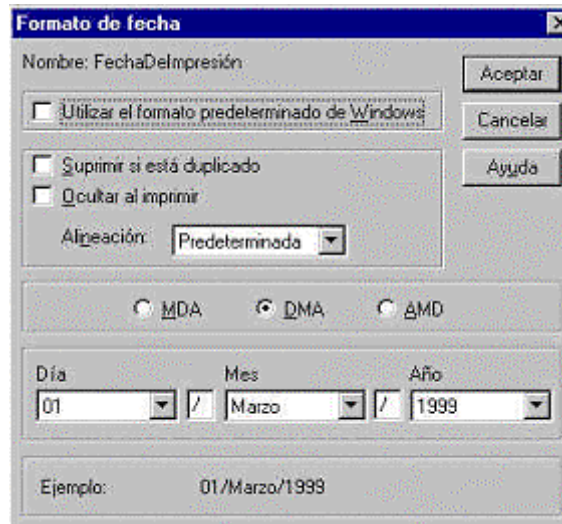 Formato de fecha
Nombre: FechaDeImpresión
Aceptar
Utilizar el formato predeterminado de Windows
Cancelar
Suprimir si está duplicado
Ayuda
Ocultar al imprimir
Alineación: Predeterminada
MDA DMA AMD
Día Mes Año
01 / Marzo / 1999
Ejemplo: 01/Marzo/1999